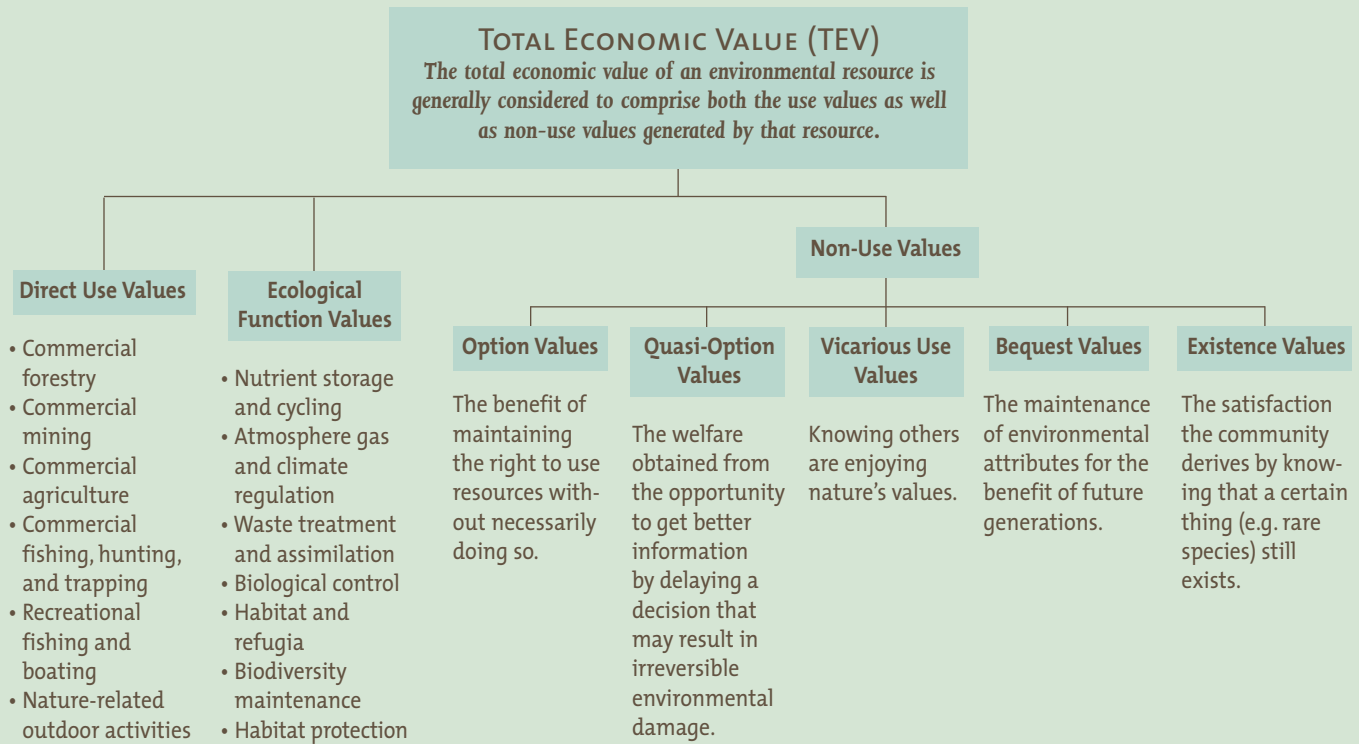 TOTAL ECONOMIC VALUE (TEV)
The total economic value of an environmental resource is
generally considered to comprise both the use values as well
as non-use values generated by that resource.
Non-Use Values
Direct Use Values
• Commercial
forestry
• Commercial
mining
• Commercial
agriculture
• Commercial
fishing, hunting,
and trapping
• Recreational
fishing and
boating
• Nature-related
outdoor activities
Ecological
Function Values
• Nutrient storage
and cycling
• Atmosphere gas
and climate
regulation
• Waste treatment
and assimilation
• Biological control
• Habitat and
refugia
• Biodiversity
maintenance
• Habitat protection
Option Values
The benefit of
maintaining
the right to use
resources with-
out necessarily
doing so.
Quasi-Option
Values
The welfare
obtained from
the opportunity
to get better
information
by delaying a
decision that
may result in
irreversible
environmental
damage.
Vicarious Use
Values
Knowing others
are enjoying
nature's values.
Bequest Values
The maintenance
of environmental
attributes for the
benefit of future
generations.
Existence Values
The satisfaction
the community
derives by know-
ing that a certain
thing (e.g. rare
species) still
exists.